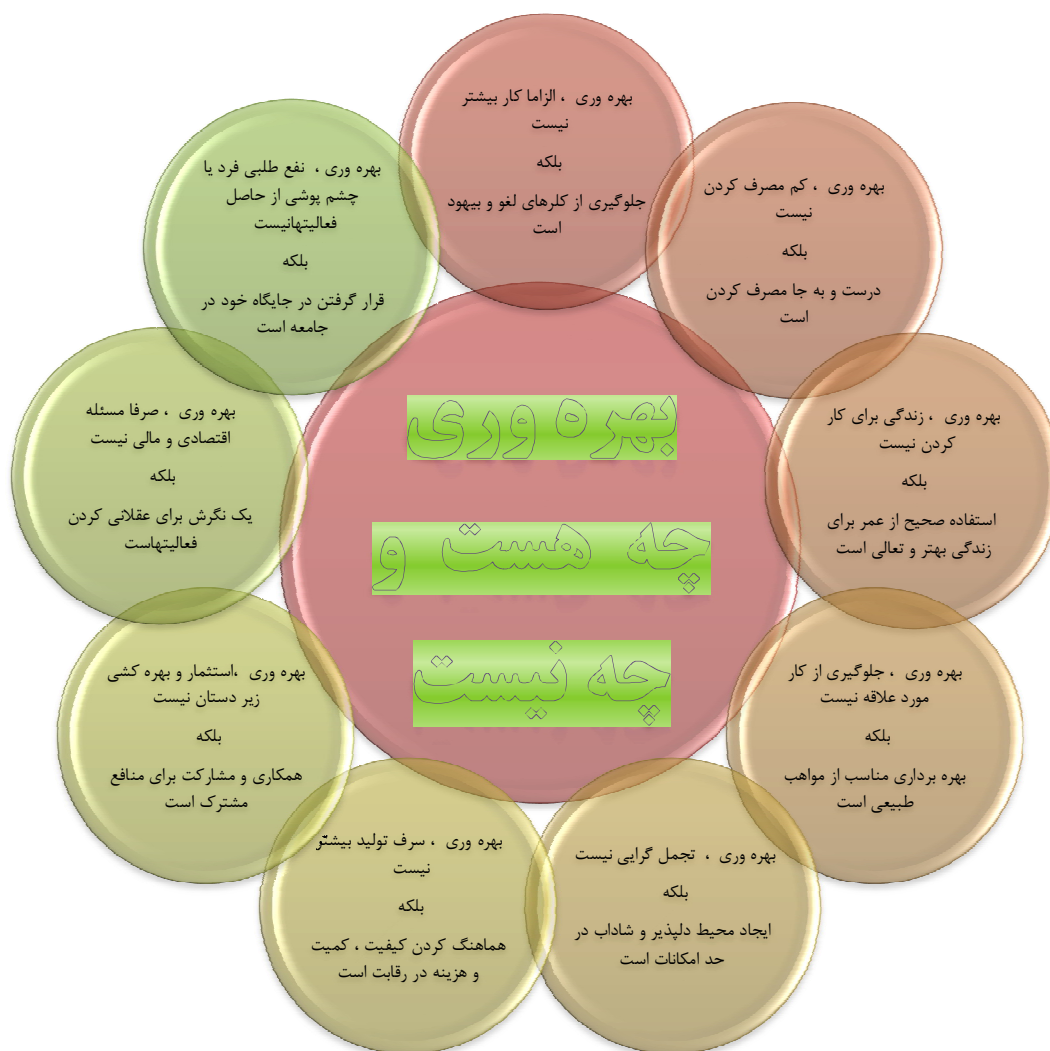 بهره وری
چه هست و
چه نیست
بهره وری ، الزاما کار بیشتر
نیست
بلکه
جلوگیری از کلرهای لغو و بیهود
است
بهره وری ، کم مصرف کردن
نیست
بلکه
درست و به جا مصرف کردن
است
بهره وری ، زندگی برای کار
کردن نیست
بلکه
استفاده صحیح از عمر برای
زندگی بهتر و تعالی است
بهره وری ، جلوگیری از کار
مورد علاقه نیست
بلکه
بهره برداری مناسب از مواهب
طبیعی است
بهره وری ، تجمل گرایی نیست
بلکه
ایجاد محیط دلپذیر و شاداب در
حد امکانات است
بهره وری ، سرف تولید بیشتر
نیست
بلکه
هماهنگ کردن کیفیت ، کمیت
و هزینه در رقابت است
بهره وری ،استثمار و بهره کشی
زیر دستان نیست
بلکه
همکاری و مشارکت برای منافع
مشترک است
بهره وری ، صرفا مسئله
اقتصادی و مالی نیست
بلکه
یک نگرش برای عقلانی کردن
فعالیتهاست
بهره وری ، نفع طلبی فرد یا
چشم پوشی از حاصل
فعالیتهانیست
بلکه
قرار گرفتن در جایگاه خود در
جامعه است